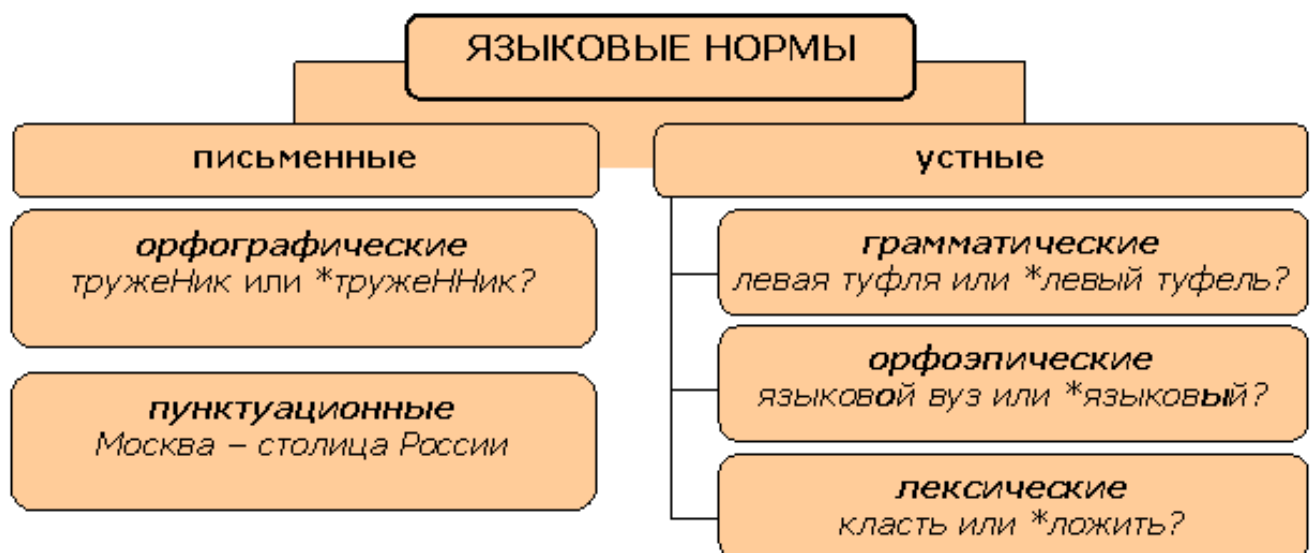 ЯЗЫКОВЫЕ НОРМЫ
письменные
орфографические
тружеНик или *тружеННик?
пунктуационные
Москва – столица России
устные
грамматические
левая туфля или *левый туфель?
орфоэпические
языковой вуз или *языковый?
лексические
класть или *ложить?